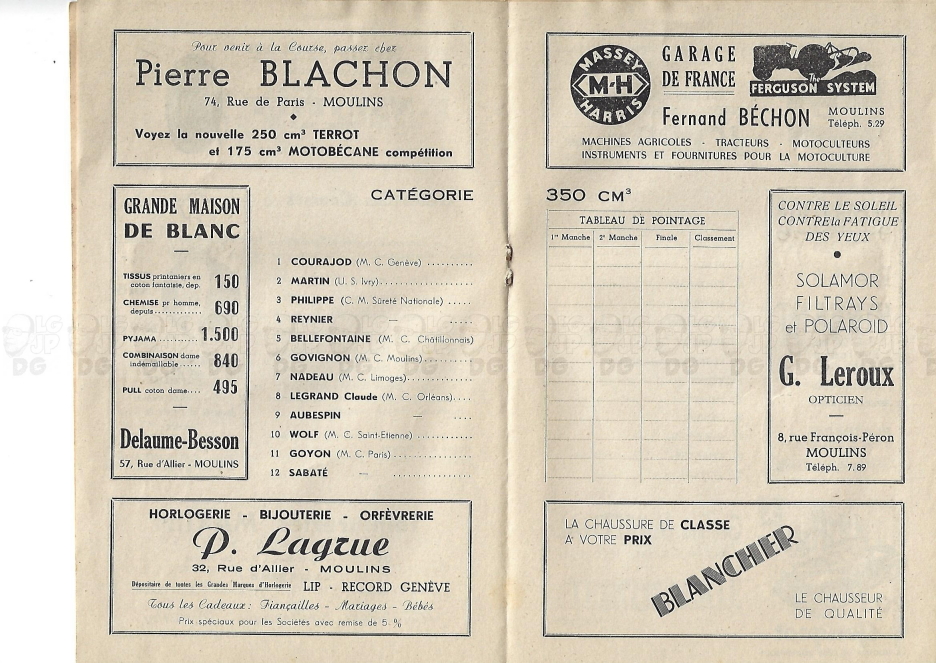 Pour venir à la Course, passez chez
Pierre BLACHON
74, Rue de Paris - MOULINS
Voyez la nouvelle 250 cm³ TERROT
et 175 cm³ MOTOBÉCANE compétition
GRANDE MAISON
DE BLANC
TISSUS printaniers en
coton fantaisie, dep. 150
CHEMISE pr homme,
depuis............. 690
PYJAMA ........... 1.500
COMBINAISON dame
indémaillable ..... 840
PULL coton dame.... 495
Delaume-Besson
57, Rue d'Allier - MOULINS
CATÉGORIE
1 COURAJOD (M. C. Genève) ..........
2 MARTIN (U. S. Ivry)....................
3 PHILIPPE (C. M. Sûreté Nationale) .....
4 REYNIER — .....
5 BELLEFONTAINE (M. C. Châtillonnais)
6 GOVIGNON (M. C. Moulins)..........
7 NADEAU (M. C. Limoges)..............
8 LEGRAND Claude (M. C. Orléans)....
9 AUBESPIN — ....
10 WOLF (M. C. Saint-Etienne) ............
11 GOYON (M. C. Paris) .................
12 SABATÉ — .................
HORLOGERIE - BIJOUTERIE - ORFÈVRERIE
P. Lagrue
32, Rue d'Allier - MOULINS
Dépositaire de toutes les Grandes Marques d'Horlogerie LIP - RECORD GENÈVE
Tous les Cadeaux : Fiançailles - Mariages - Bébés
Prix spéciaux pour les Sociétés avec remise de 5 %
MASSEY
M-H
HARRIS
GARAGE
DE FRANCE
The
FERGUSON SYSTEM
Fernand BÉCHON MOULINS
Téléph. 5.29
MACHINES AGRICOLES - TRACTEURS - MOTOCULTEURS
INSTRUMENTS ET FOURNITURES POUR LA MOTOCULTURE
350 CM³
TABLEAU DE POINTAGE
1re Manche 2e Manche Finale Classement
CONTRE LE SOLEIL
CONTRE la FATIGUE
DES YEUX
SOLAMOR
FILTRAYS
et POLAROID
G. Leroux
OPTICIEN
8, rue François-Péron
MOULINS
Téléph. 7.89
LA CHAUSSURE DE CLASSE
A VOTRE PRIX
BLANCHER
LE CHAUSSEUR
DE QUALITÉ